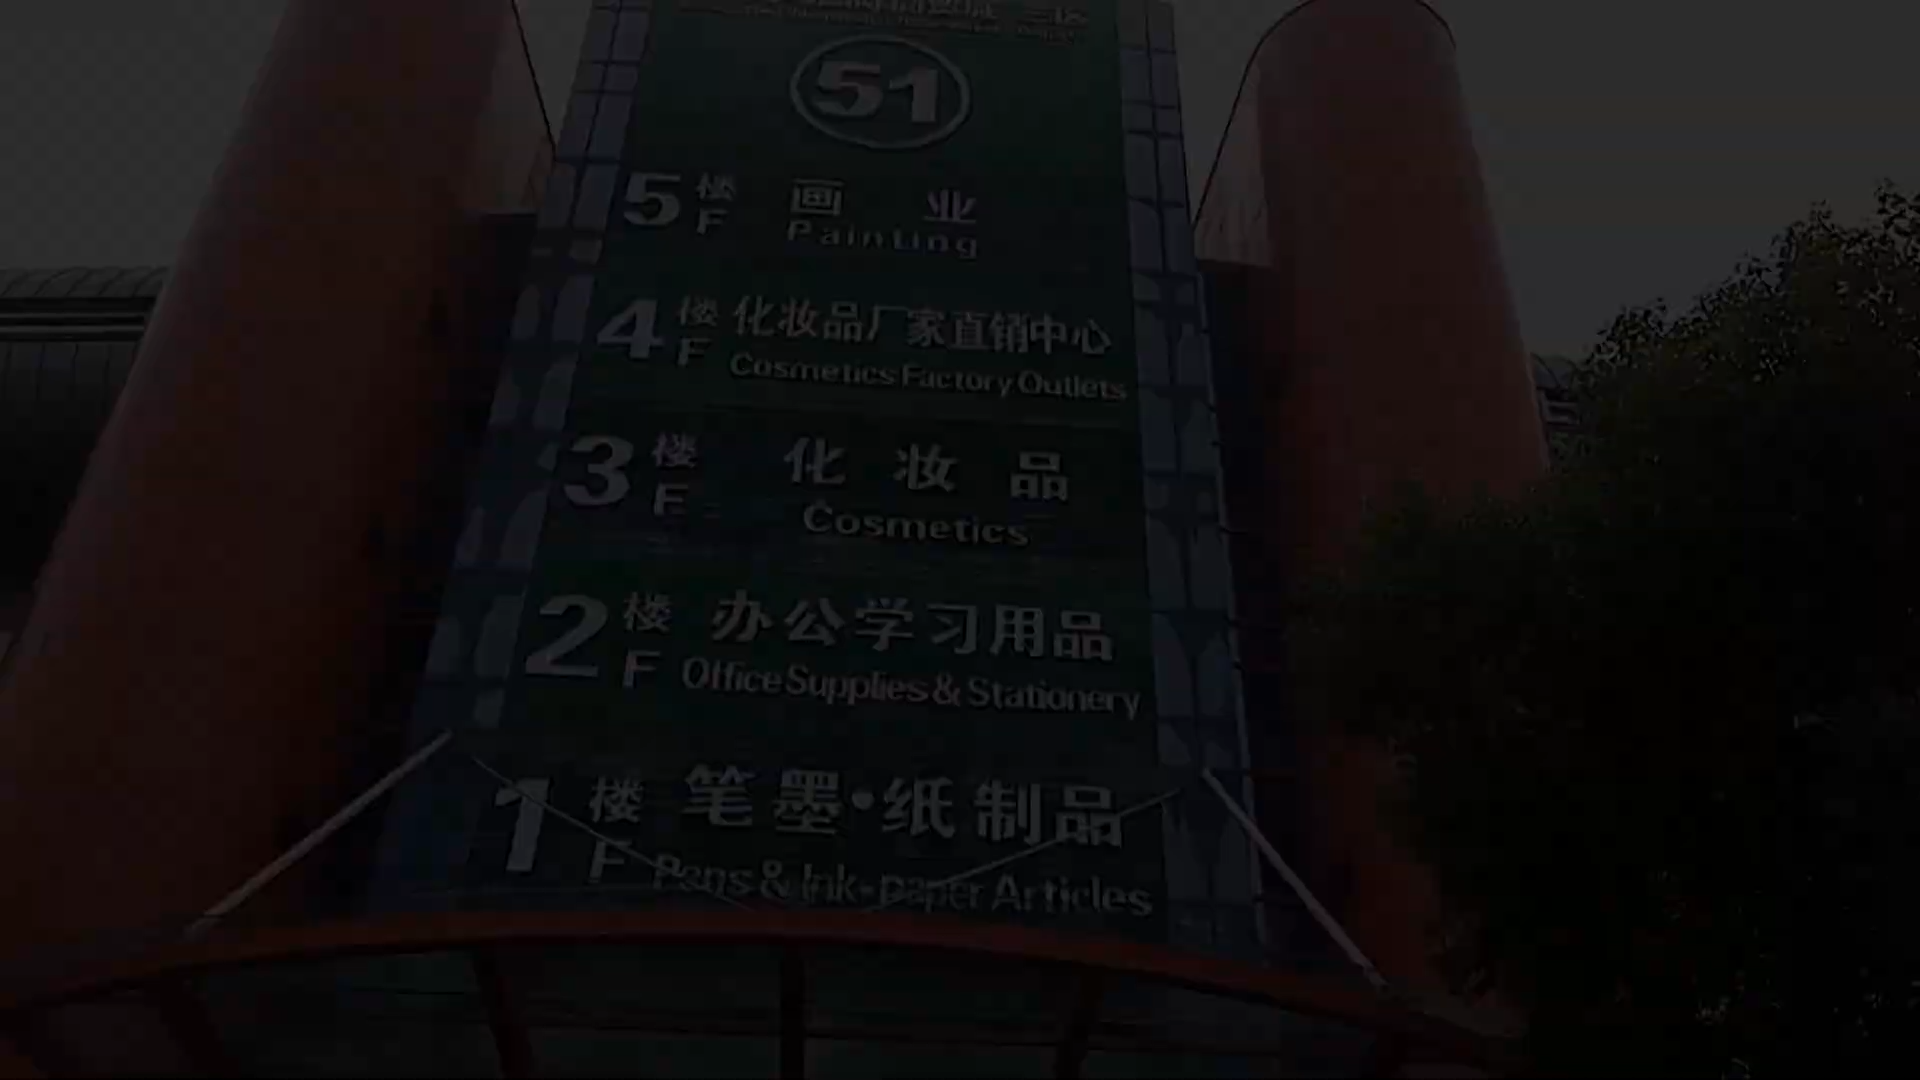 51
5楼 画业
F Painting
4楼 化妆品厂家直销中心
F Cosmetics Factory Outlets
3楼 化妆品
F Cosmetics
2楼 办公学习用品
F Office Supplies & Stationery
1楼 笔墨·纸制品
F Pens & Ink-paper Articles